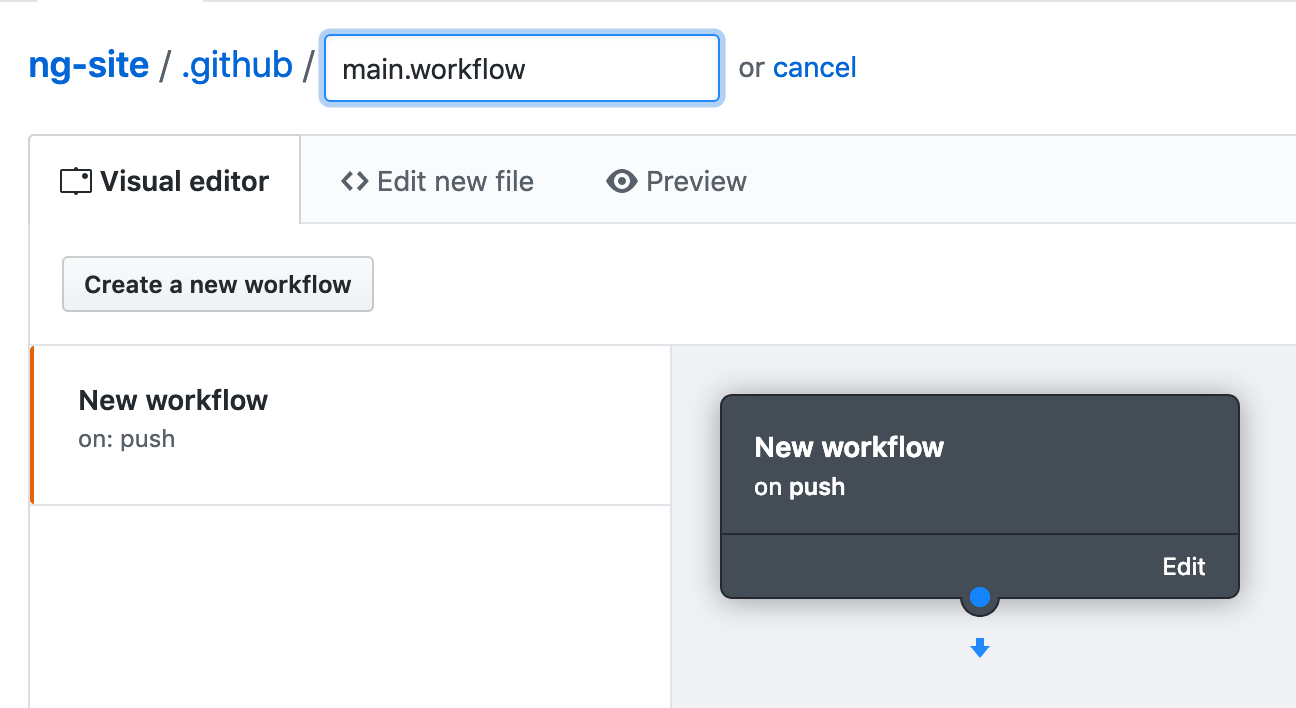 ng-site / .github / main.workflow or cancel
Visual editor Edit new file Preview
Create a new workflow
New workflow
on: push
New workflow
on push
Edit